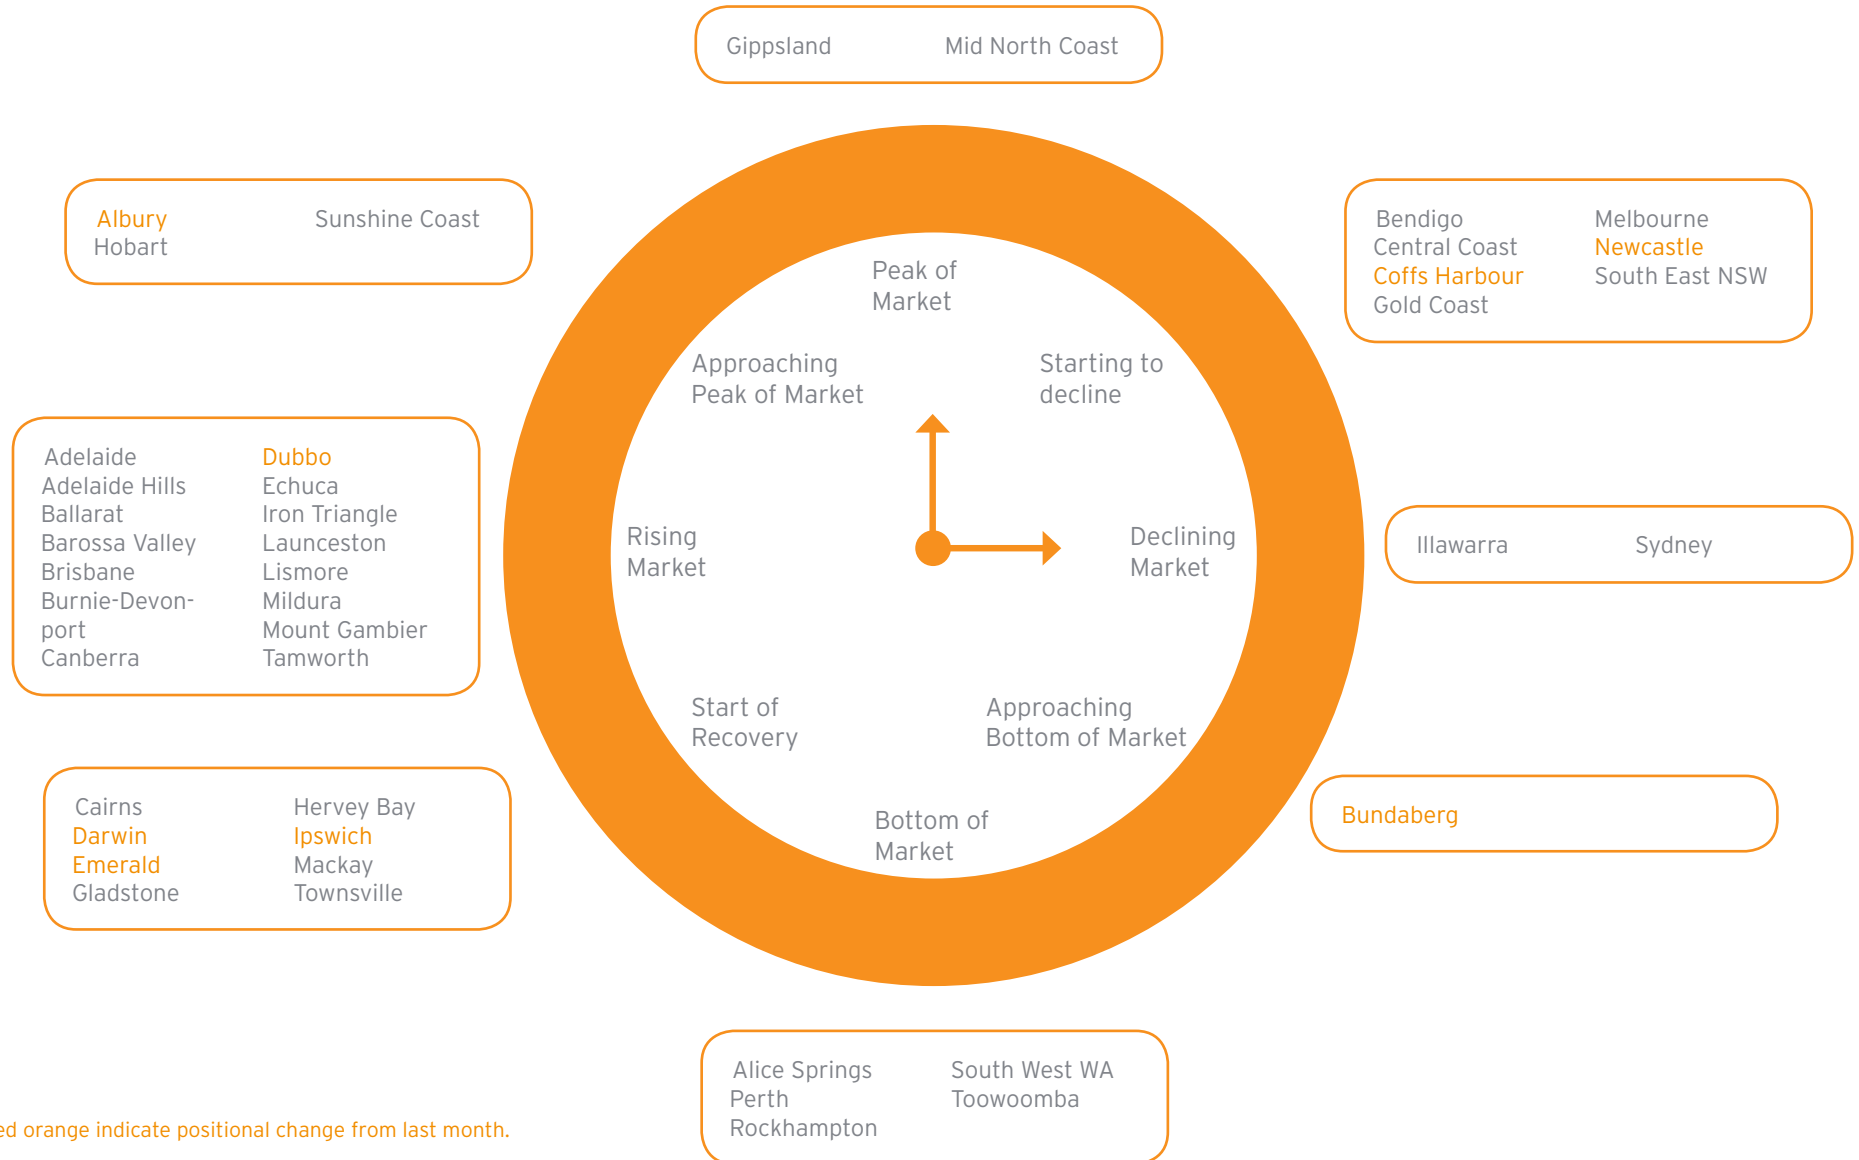 Gippsland
Mid North Coast
Albury
Hobart
Sunshine Coast
Bendigo
Central Coast
Coffs Harbour
Gold Coast
Melbourne
Newcastle
South East NSW
Peak of
Market
Approaching
Peak of Market
Starting to
decline
Adelaide
Adelaide Hills
Ballarat
Barossa Valley
Brisbane
Burnie-Devon-
port
Canberra
Dubbo
Echuca
Iron Triangle
Launceston
Lismore
Mildura
Mount Gambier
Tamworth
Rising
Market
Declining
Market
Illawarra
Sydney
Start of
Recovery
Approaching
Bottom of Market
Cairns
Darwin
Emerald
Gladstone
Hervey Bay
Ipswich
Mackay
Townsville
Bottom of
Market
Bundaberg
Alice Springs
Perth
Rockhampton
South West WA
Toowoomba
orange indicate positional change from last month.